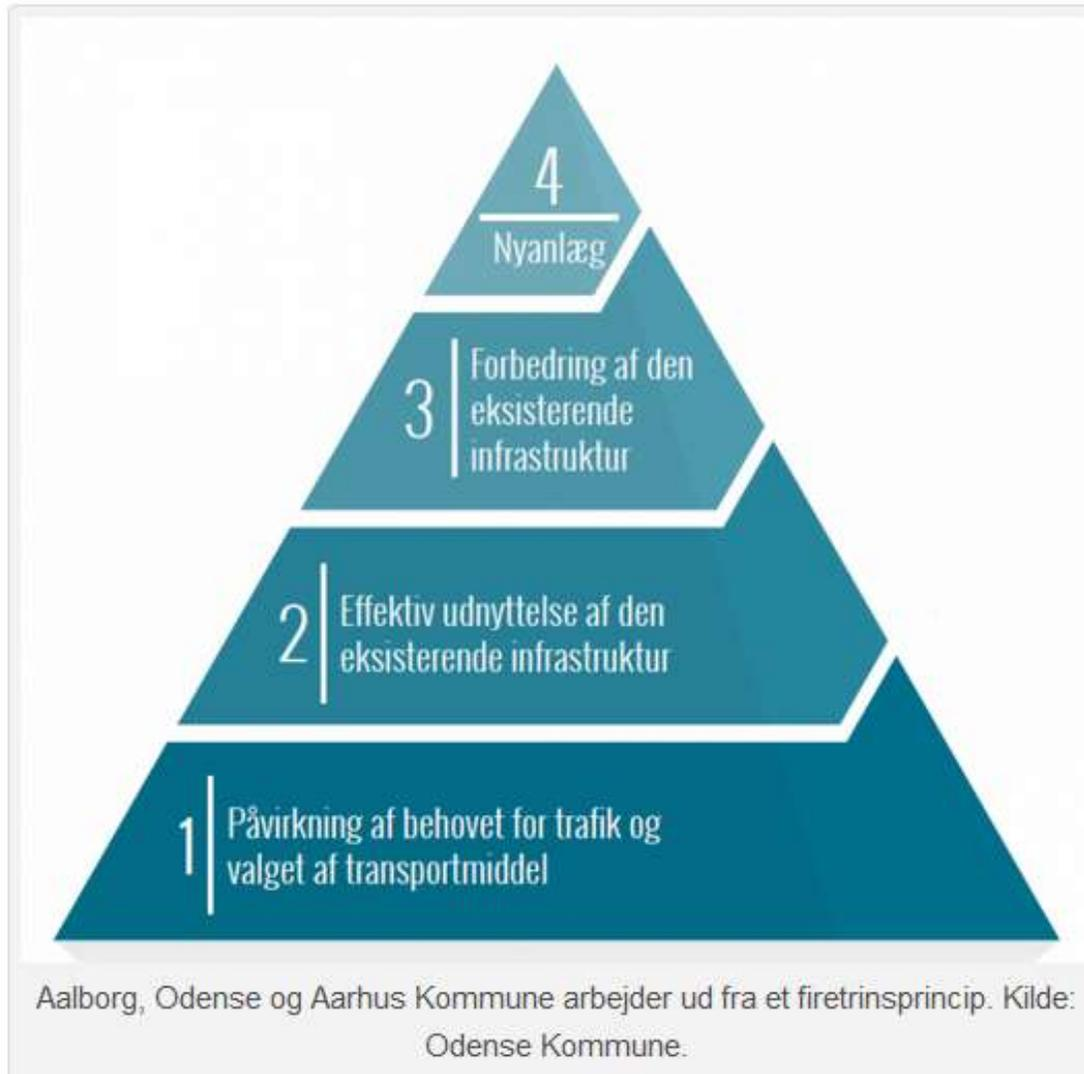 4
Nyanlæg
3
Forbedring af den
eksisterende
infrastruktur
2
Effektiv udnyttelse af den
eksisterende infrastruktur
1
Påvirkning af behovet for trafik og
valget af transportmiddel
Aalborg, Odense og Aarhus Kommune arbejder ud fra et firetrinsprincip. Kilde:
Odense Kommune.